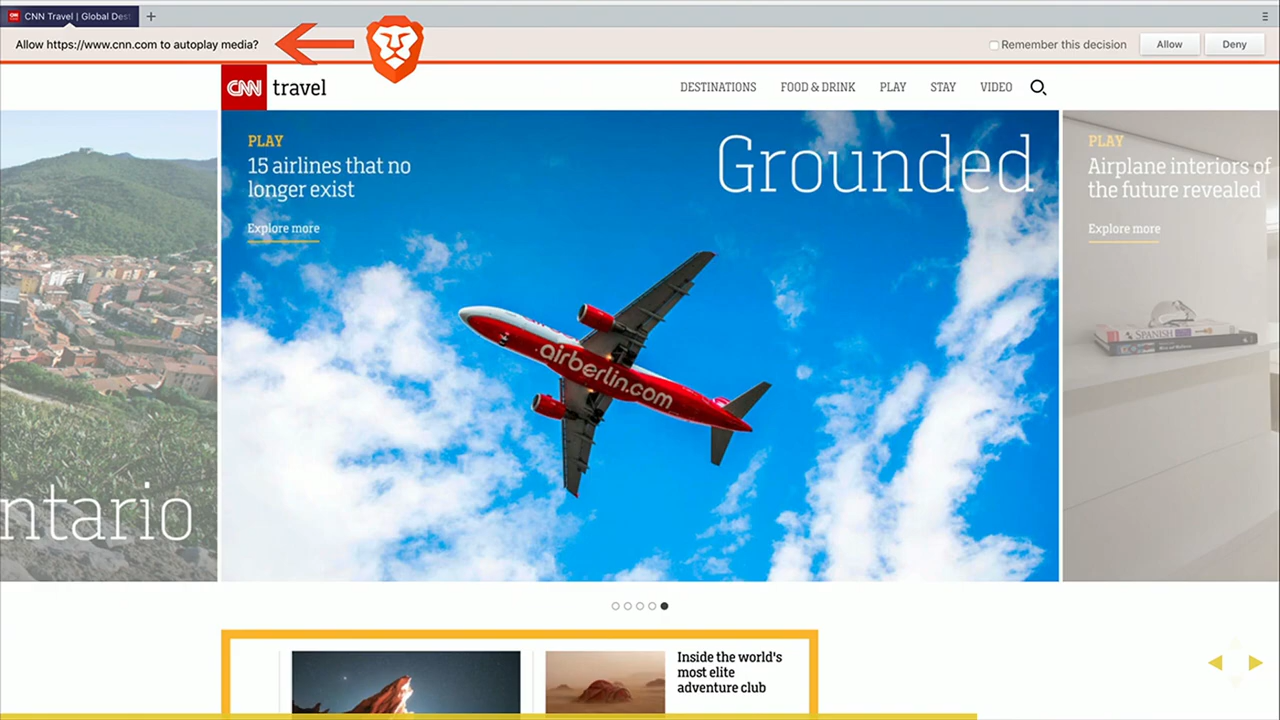 CNN Travel | Global Dest
Allow https://www.cnn.com to autoplay media?
Remember this decision
Allow
Deny
CNN travel
DESTINATIONS
FOOD & DRINK
PLAY
STAY
VIDEO
ntario
PLAY
15 airlines that no
longer exist
Explore more
Grounded
airberlin.com
PLAY
Airplane interiors of
the future revealed
Explore more
SPANISH
Inside the world's
most elite
adventure club